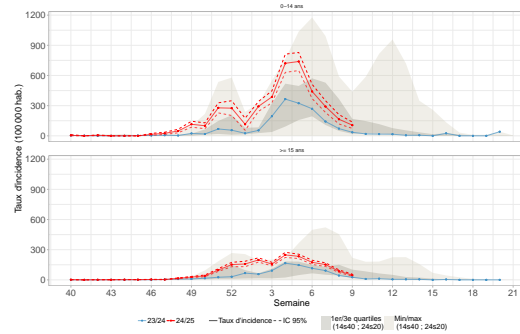 0−14 ans
1200
900
600
300
0
>= 15 ans
1200
900
600
300
0
Taux d'incidence (100 000 hab.)
40 43 46 49 52 3 6 9 12 15 18 21
Semaine
23/24 24/25 Taux d'incidence IC 95% (1er/3e quartiles Min/max
(14s40 ; 24s20) (14s40 ; 24s20)